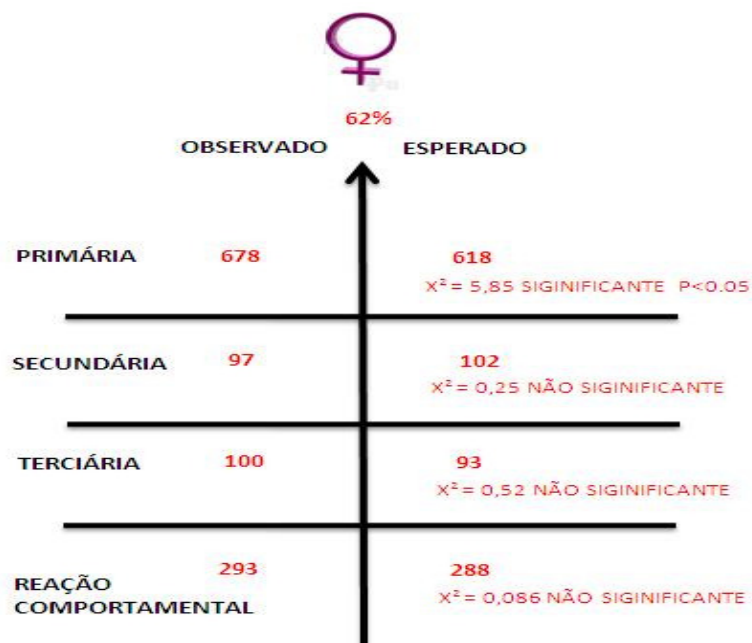 62%
OBSERVADO ESPERADO
PRIMÁRIA 678 618
X² = 5,85 SIGINIFICANTE P<0.05
SECUNDÁRIA 97 102
X² = 0,25 NÃO SIGINIFICANTE
TERCIÁRIA 100 93
X² = 0,52 NÃO SIGINIFICANTE
293 288
REAÇÃO
COMPORTAMENTAL X² = 0,086 NÃO SIGINIFICANTE